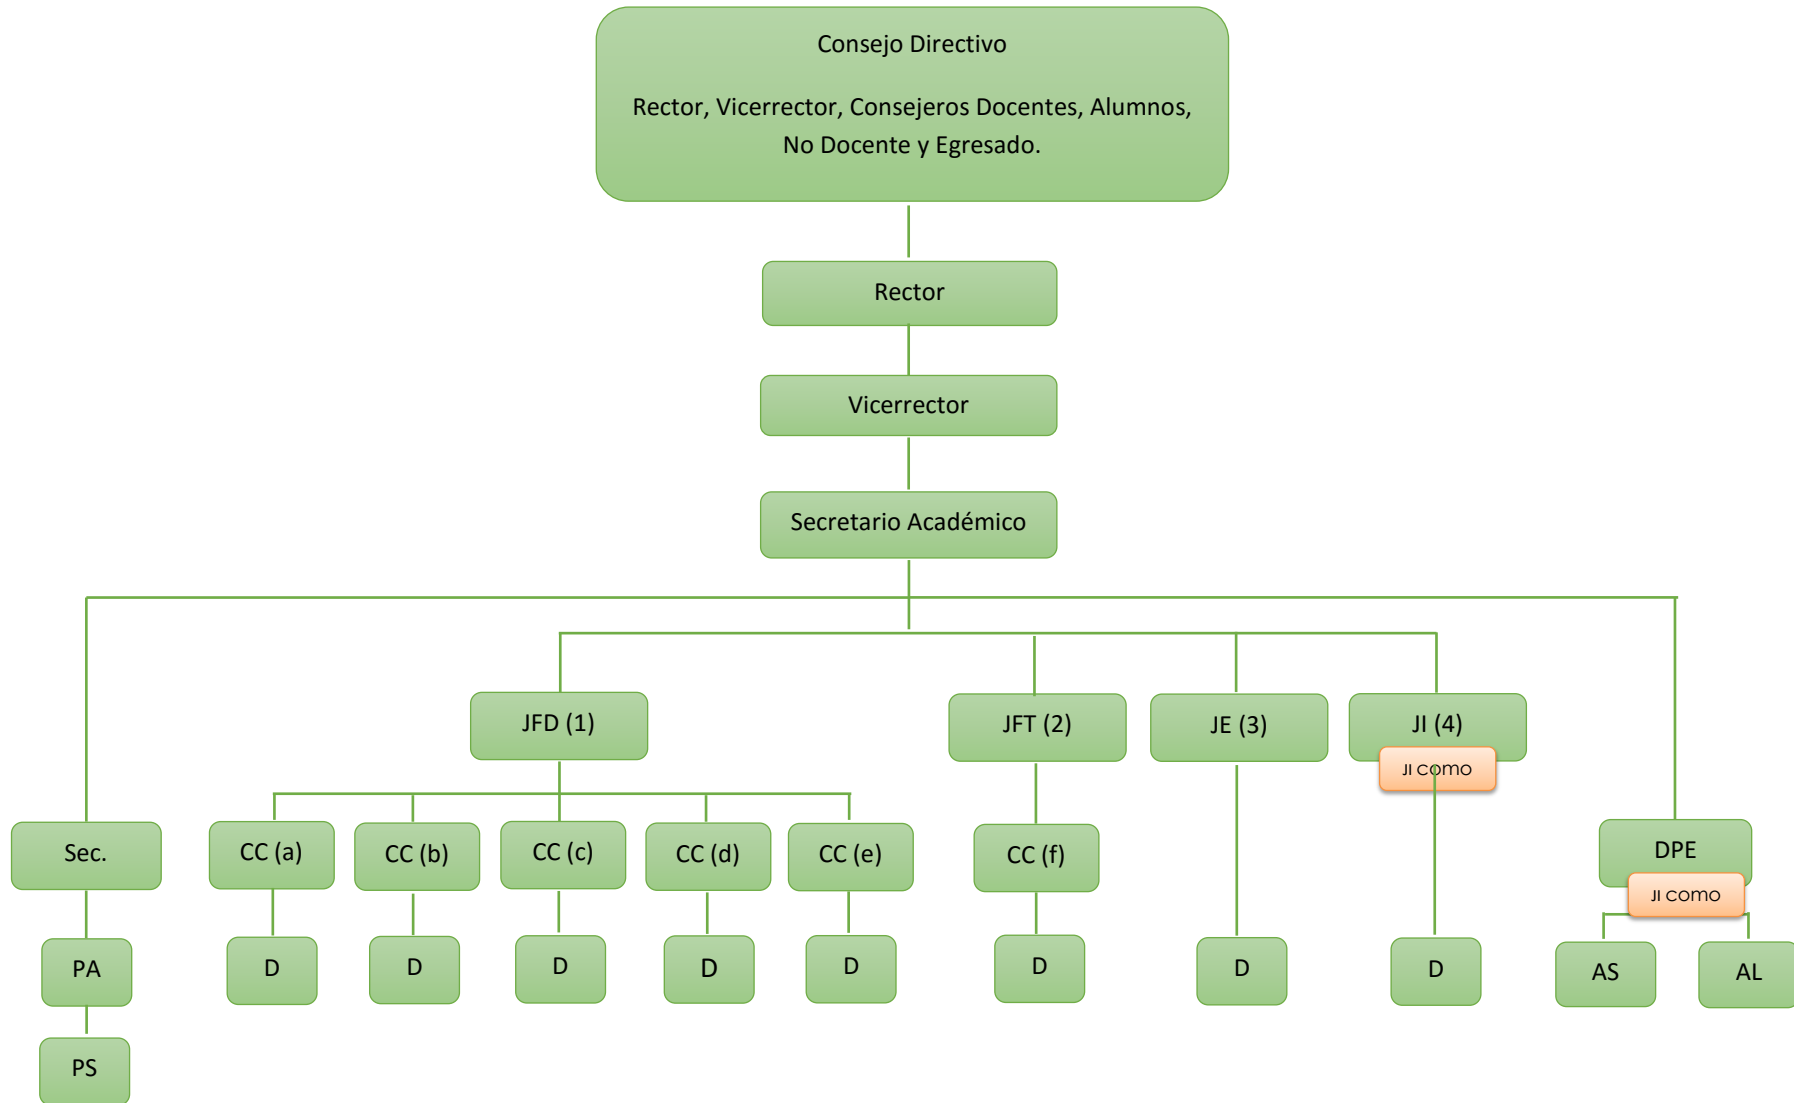 Consejo Directivo
Rector, Vicerrector, Consejeros Docentes, Alumnos,
No Docente y Egresado.
Rector
Vicerrector
Secretario Académico
JFD (1)
JFT (2)
JE (3)
JI (4)
JI como
Sec.
CC (a)
CC (b)
CC (c)
CC (d)
CC (e)
CC (f)
DPE
JI como
PA
D
D
D
D
D
D
D
D
AS
AL
PS